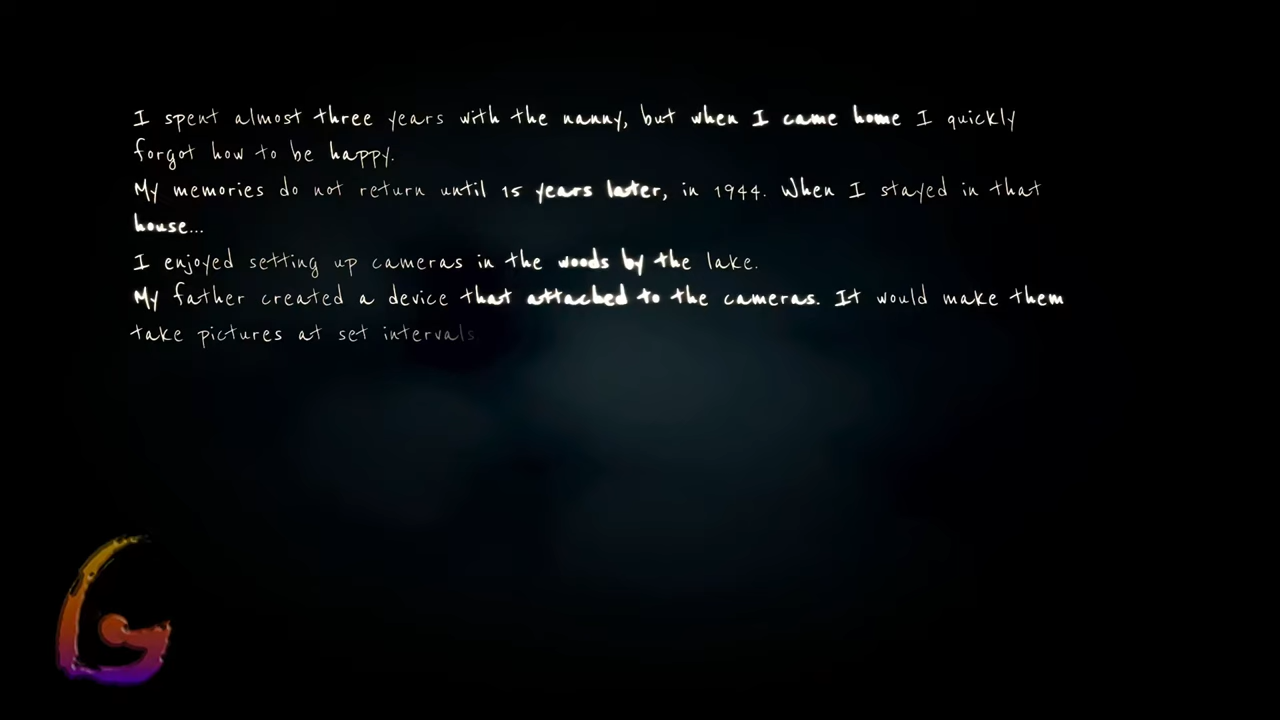 I spent almost three years with the nanny, but when I came home I quickly
forgot how to be happy.
My memories do not return until 15 years later, in 1944. When I stayed in that
house...
I enjoyed setting up cameras in the woods by the lake.
My father created a device that attached to the cameras. It would make them
take pictures at set intervals